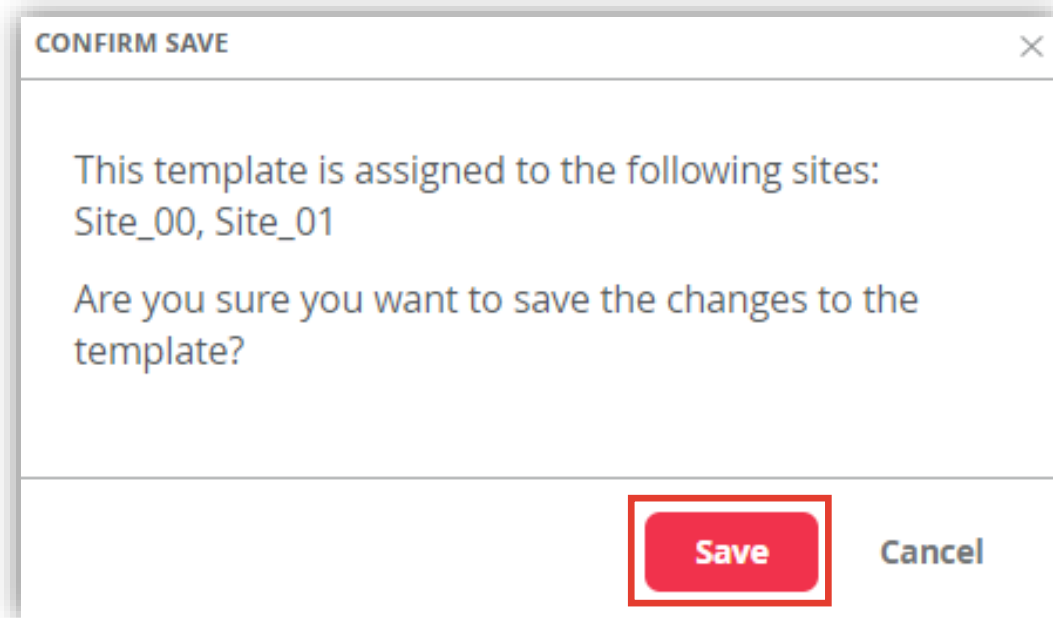 CONFIRM SAVE
This template is assigned to the following sites:
Site_00, Site_01
Are you sure you want to save the changes to the
template?
Save Cancel